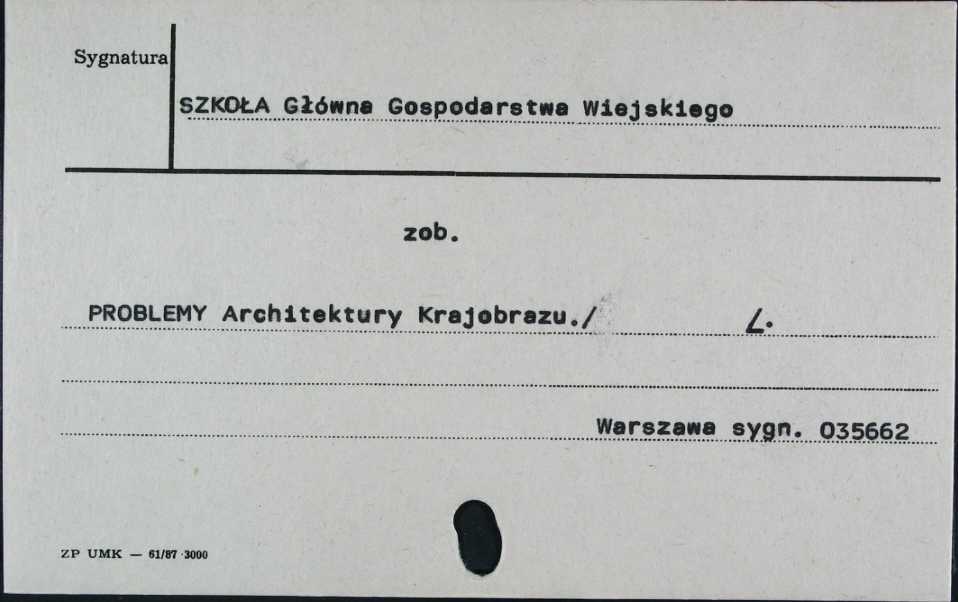 Sygnatura
SZKOŁA Główna Gospodarstwa Wiejskiego
zob.
PROBLEMY Architektury Krajobrazu./ L.
Warszawa sygn. 035662
ZP UMK — 61/87 3000